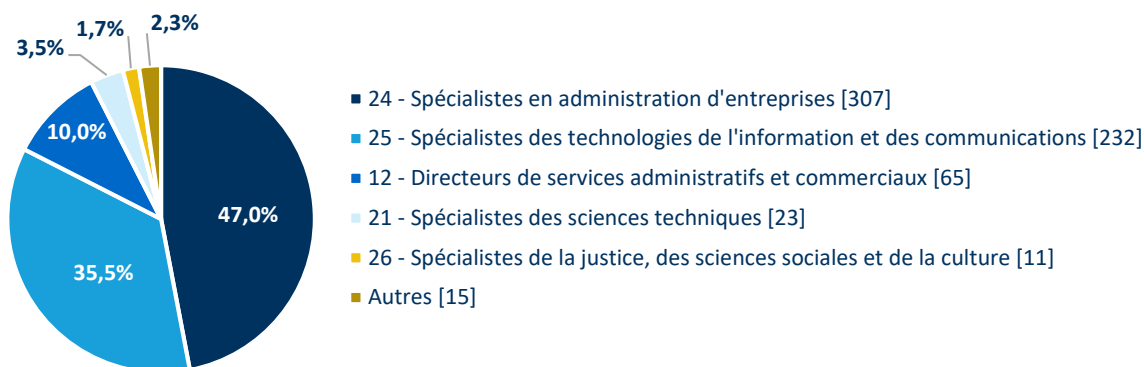 1,7%
2,3%
3,5%
10,0%
47,0%
35,5%
24 - Spécialistes en administration d'entreprises [307]
25 - Spécialistes des technologies de l'information et des communications [232]
12 - Directeurs de services administratifs et commerciaux [65]
21 - Spécialistes des sciences techniques [23]
26 - Spécialistes de la justice, des sciences sociales et de la culture [11]
Autres [15]